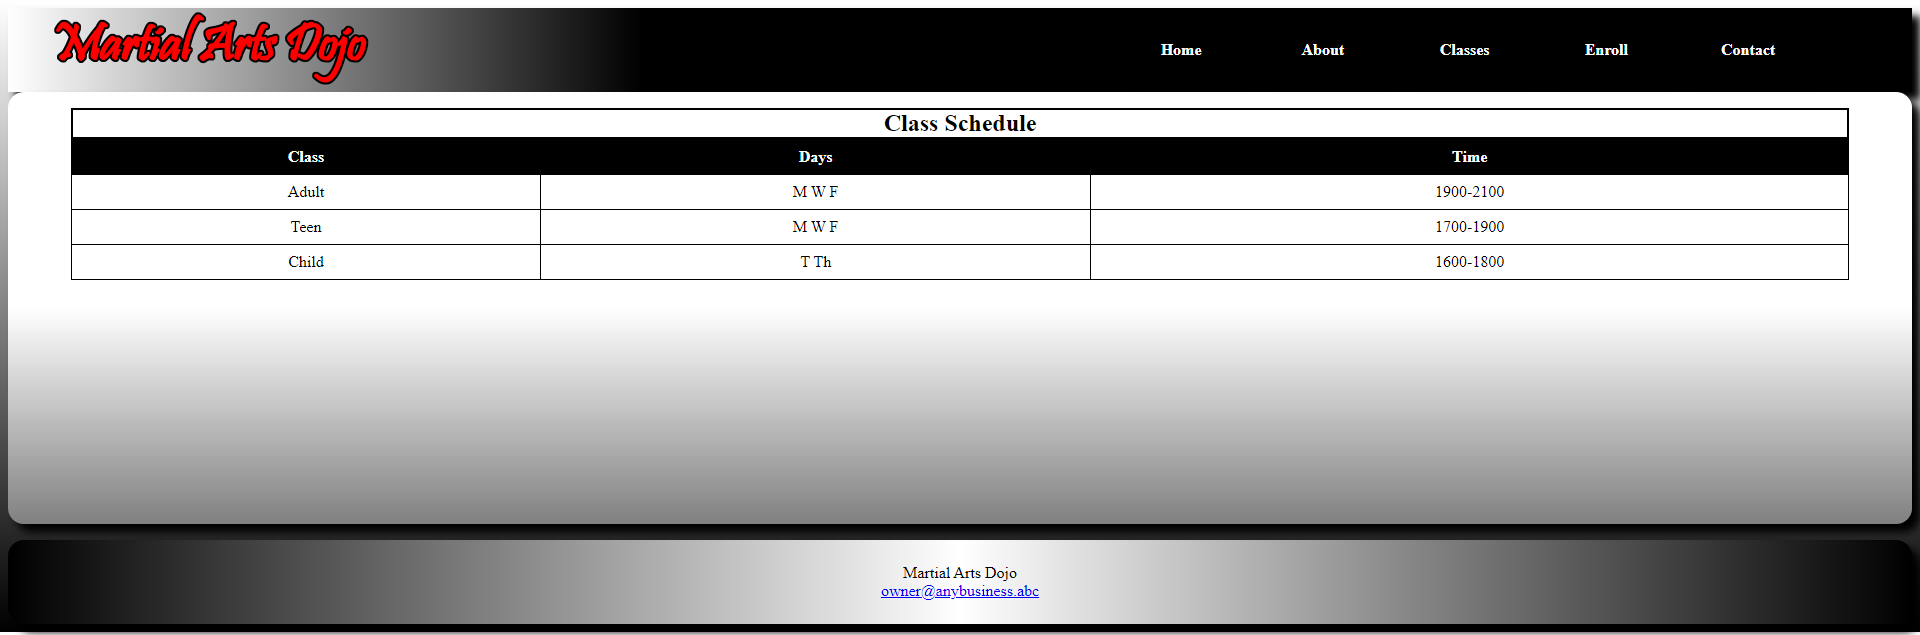 Martial Arts Dojo
Home About Classes Enroll Contact
Class Schedule
Class Days Time
Adult M W F 1900-2100
Teen M W F 1700-1900
Child T Th 1600-1800
Martial Arts Dojo
owner@anybusiness.abc